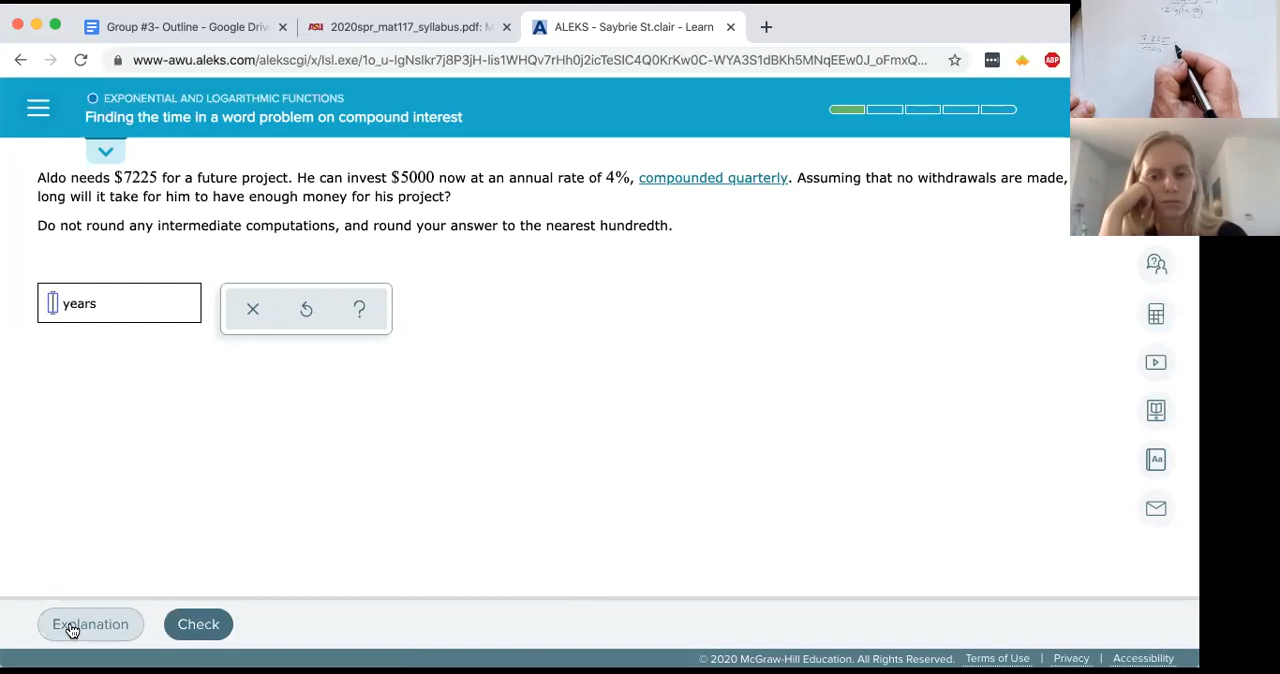 Group #3- Outline - Google Driv
2020spr_mat117_syllabus.pdf: M
ALEKS - Saybrie St.clair - Learn
www-awu.aleks.com/alekscgi/x/Isl.exe/1o_u-IgNsIkr7j8P3jH-Iis1WHQv7rHh0j2icTeSIC4Q0KrKw0C-WYA3S1dBKh5MNqEEw0J_oFmxQ...
ABP
EXPONENTIAL AND LOGARITHMIC FUNCTIONS
Finding the time in a word problem on compound interest
Aldo needs $7225 for a future project. He can invest $5000 now at an annual rate of 4%, compounded quarterly. Assuming that no withdrawals are made,
long will it take for him to have enough money for his project?
Do not round any intermediate computations, and round your answer to the nearest hundredth.
years
Aa
Explanation
Check
© 2020 McGraw-Hill Education. All Rights Reserved. Terms of Use | Privacy | Accessibility